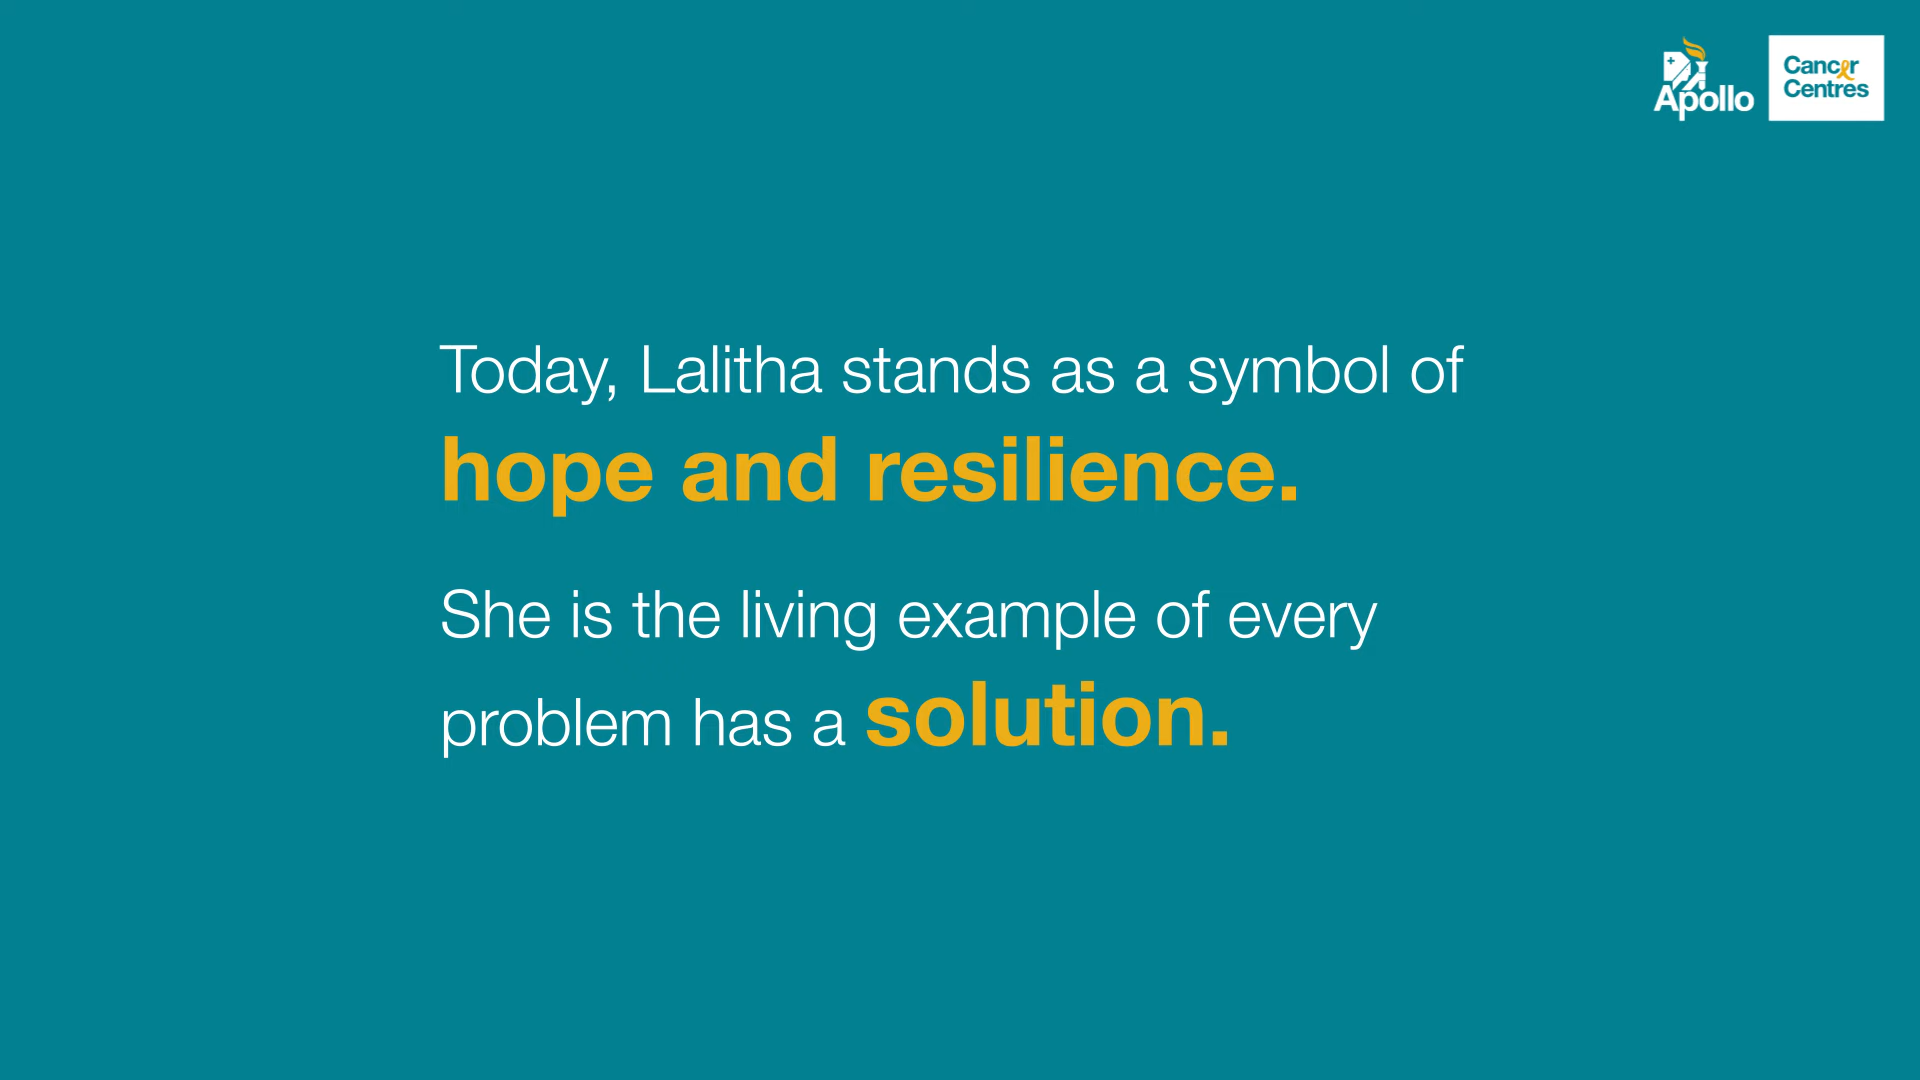 Apollo
Cancer
Centres
Today, Lalitha stands as a symbol of
hope and resilience.
She is the living example of every
problem has a solution.